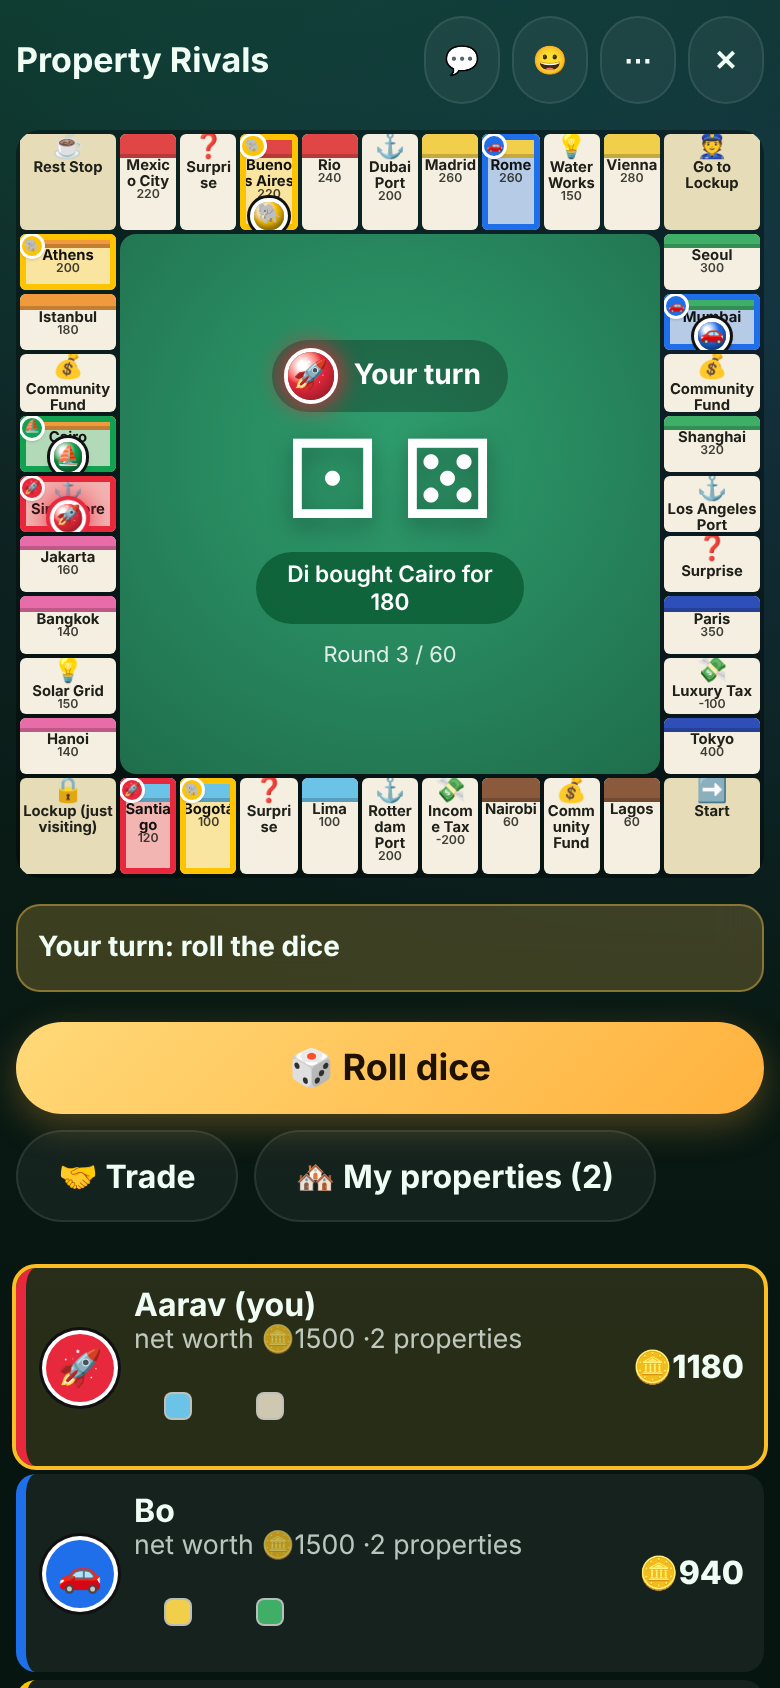 Property Rivals
Rest Stop
Mexic
o City
220
Surpri
se
Bueno
s Aires
220
Rio
240
Dubai
Port
200
Madrid
260
Rome
260
Water
Works
150
Vienna
280
Go to
Lockup
Athens
200
Istanbul
180
Community
Fund
Cairo
Jakarta
160
Bangkok
140
Solar Grid
150
Hanoi
140
Seoul
300
Mumbai
Community
Fund
Shanghai
320
Los Angeles
Port
Surprise
Paris
350
Luxury Tax
-100
Tokyo
400
Your turn
Di bought Cairo for
180
Round 3 / 60
Lockup (just
visiting)
Santia
go
120
Bogotá
100
Surpri
se
Lima
100
Rotter
dam
Port
200
Incom
e Tax
-200
Nairobi
60
Comm
unity
Fund
Lagos
60
Start
Your turn: roll the dice
Roll dice
Trade
My properties (2)
Aarav (you)
net worth 1500 ·2 properties
1180
Bo
net worth 1500 ·2 properties
940